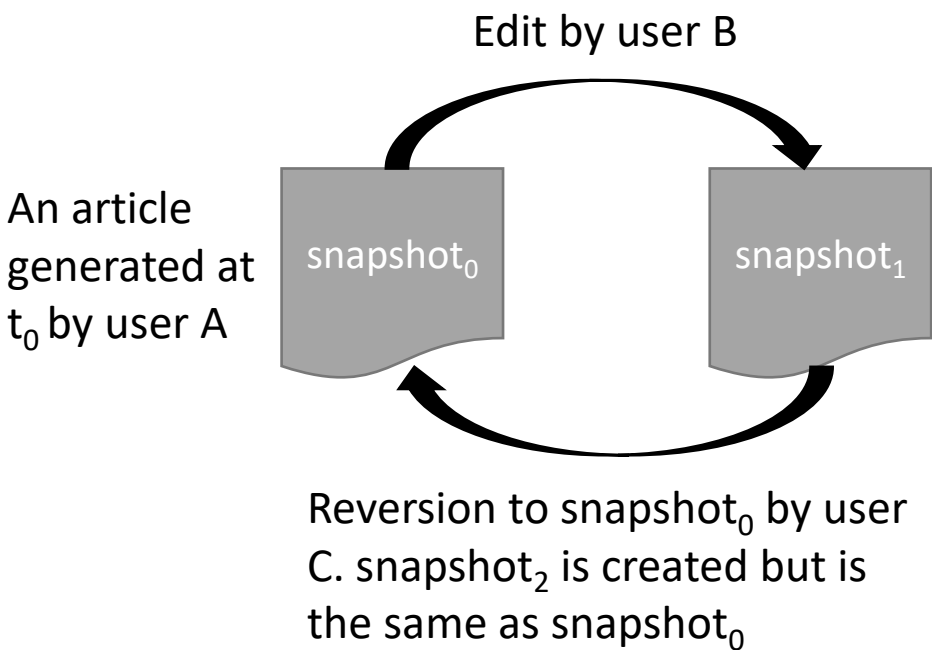 Edit by user B
An article
generated at
t₀ by user A
snapshot₀
snapshot₁
Reversion to snapshot₀ by user
C. snapshot₂ is created but is
the same as snapshot₀